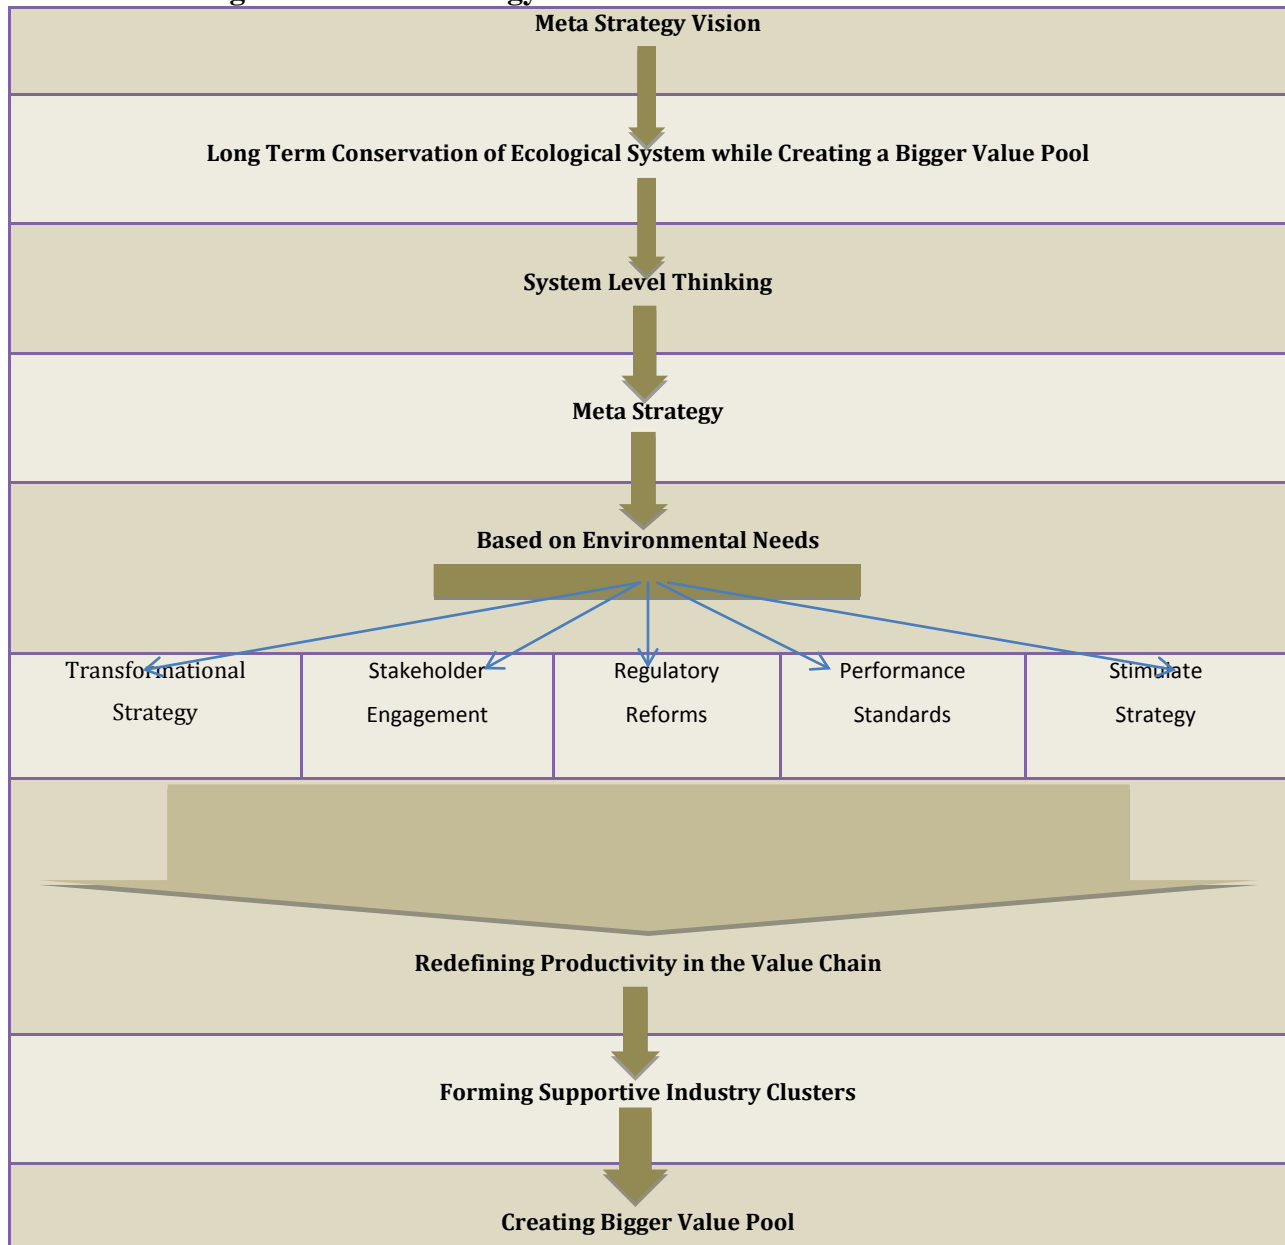 Meta Strategy Vision
Long Term Conservation of Ecological System while Creating a Bigger Value Pool
System Level Thinking
Meta Strategy
Based on Environmental Needs
Transformational
Strategy
Stakeholder
Engagement
Regulatory
Reforms
Performance
Standards
Stimulate
Strategy
Redefining Productivity in the Value Chain
Forming Supportive Industry Clusters
Creating Bigger Value Pool